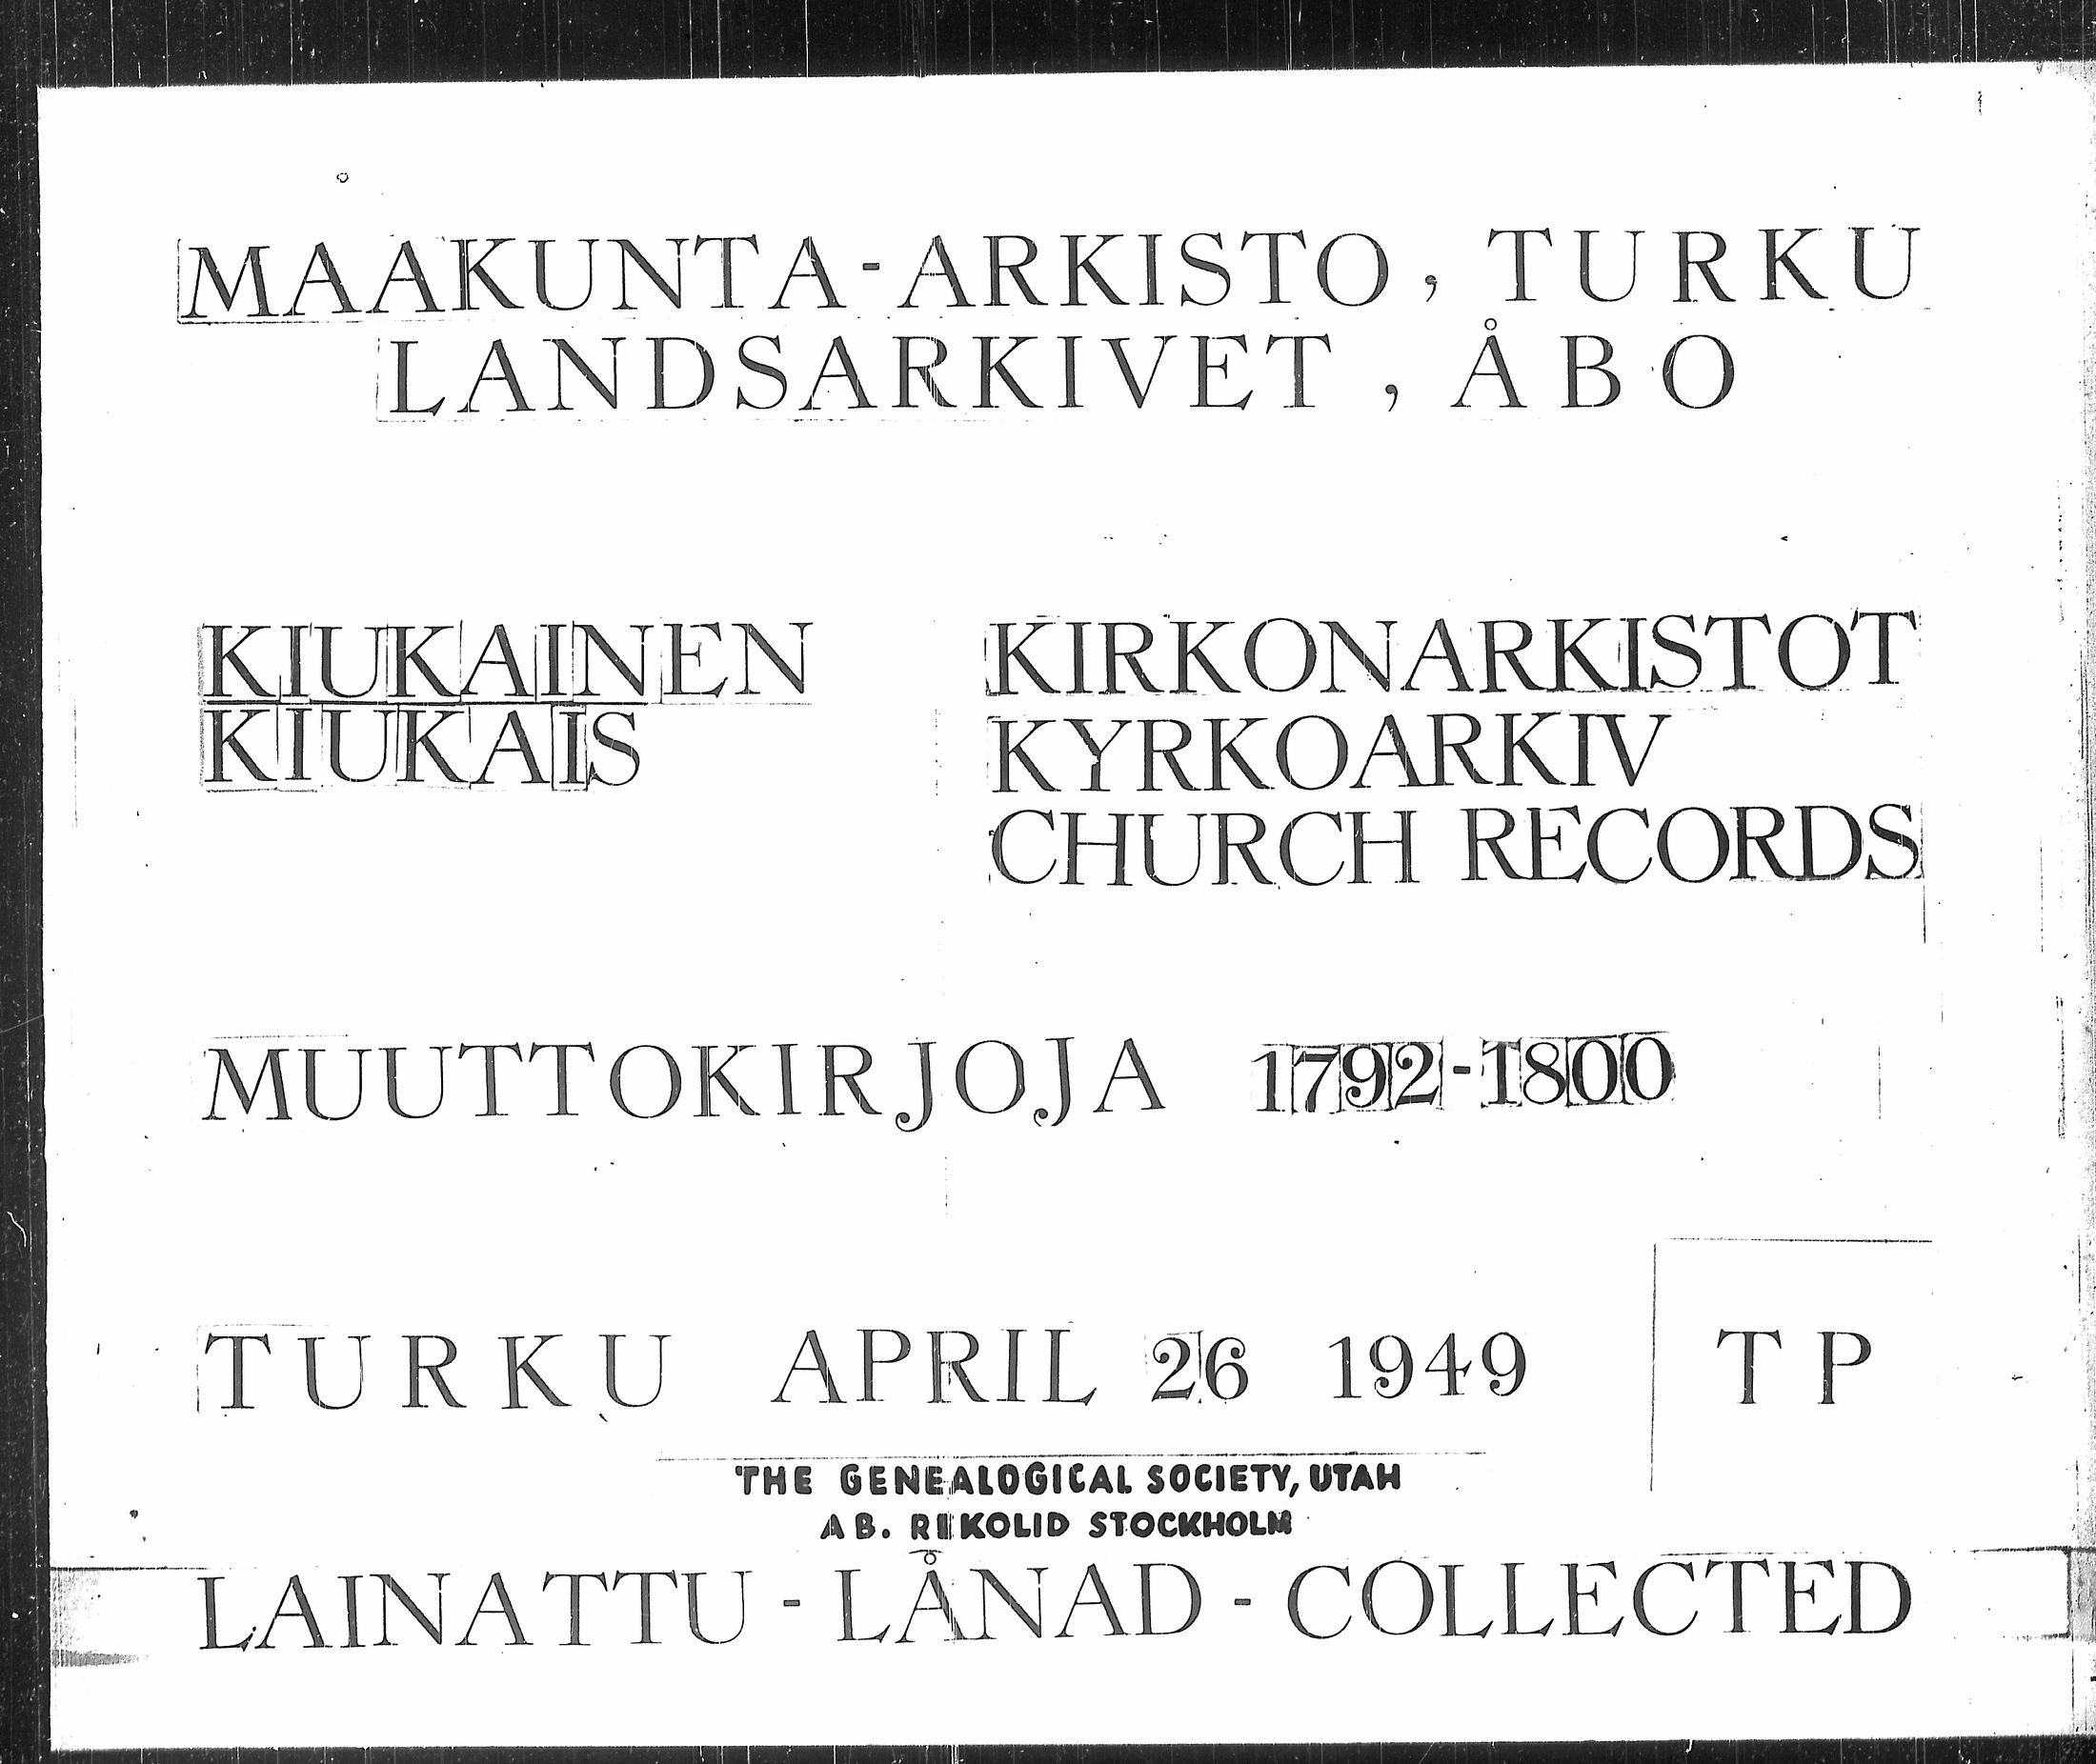 MAAKUNTA-ARKISTO, TURKU
LANDSARKIVET, ÅBO
KIUKAINEN
KIUKAIS
KIRKONARKISTOT
KYRKOARKIV
CHURCH RECORDS
MUUTTOKIRJOJA 1792-1800
TURKU APRIL 26 1949
TP
THE GENEALOGICAL SOCIETY, UTAH
AB. REKOLID STOCKHOLM
LAINATTU - LÅNAD - COLLECTED